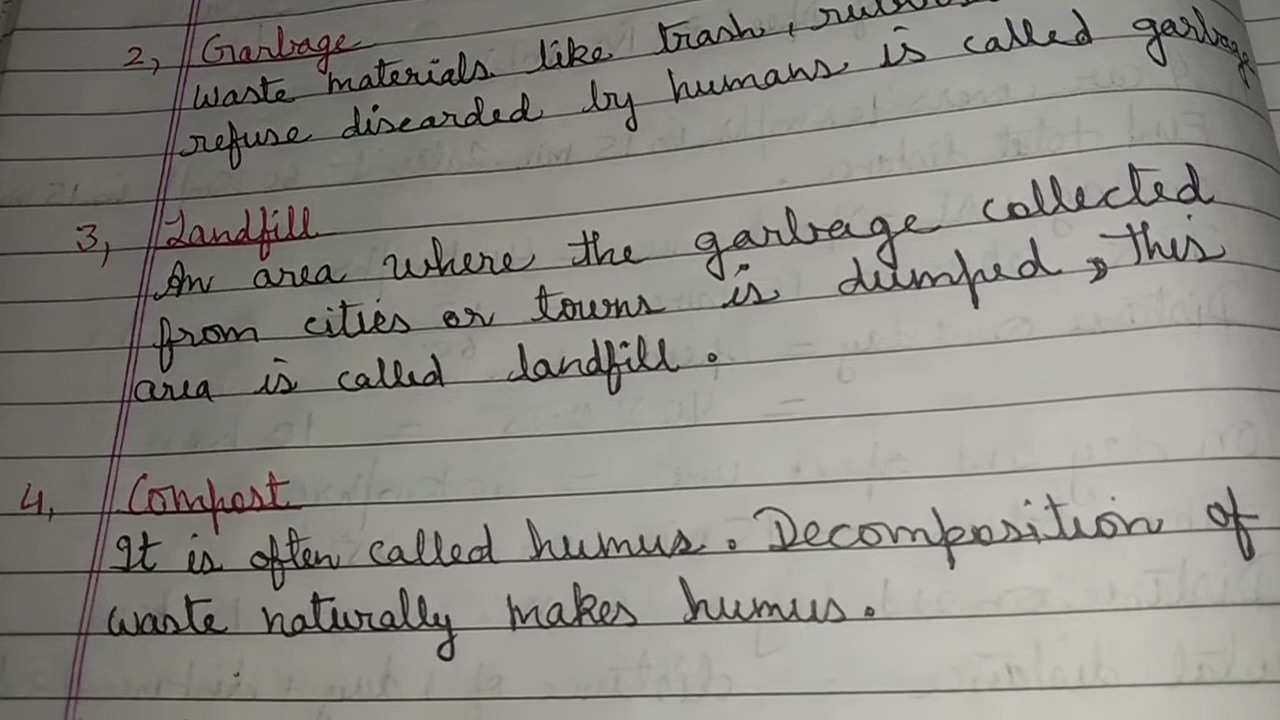 2, Garbage
waste materials like trash,
refuse discarded by humans is called garbage
3, Landfill
An area where the garbage collected
from cities or towns is dumped, this
area is called landfill.
4, Compost
It is often called humus. Decomposition of
waste naturally makes humus.